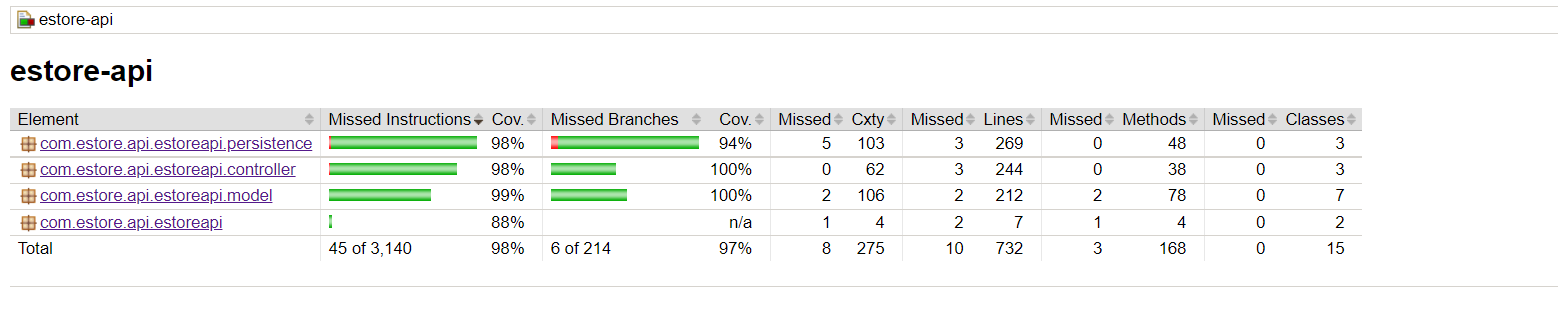 estore-api
estore-api
Element Missed Instructions Cov. Missed Branches Cov. Missed Cxty Missed Lines Missed Methods Missed Classes
com.estore.api.estoreapi.persistence 98% 94% 5 103 3 269 0 48 0 3
com.estore.api.estoreapi.controller 98% 100% 0 62 3 244 0 38 0 3
com.estore.api.estoreapi.model 99% 100% 2 106 2 212 2 78 0 7
com.estore.api.estoreapi 88% n/a 1 4 2 7 1 4 0 2
Total 45 of 3,140 98% 6 of 214 97% 8 275 10 732 3 168 0 15